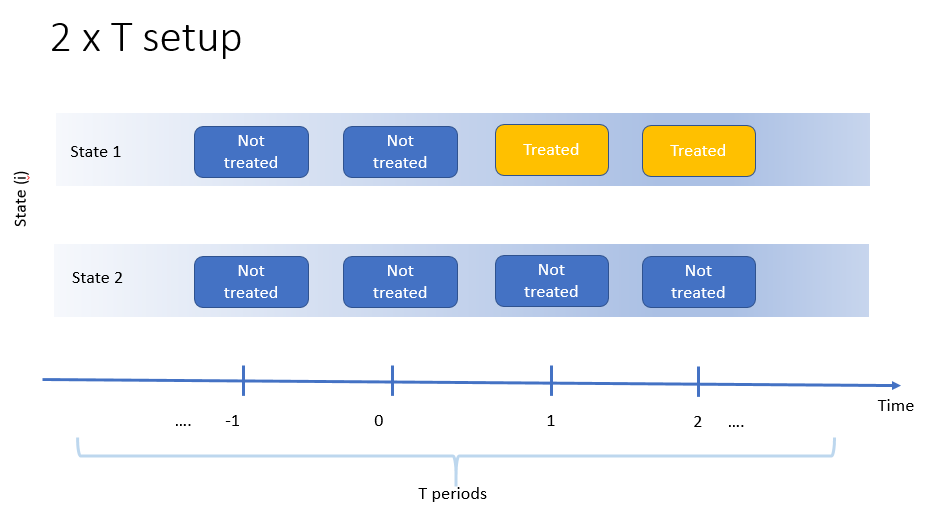 2 x T setup
State (i)
State 1
Not
treated
Not
treated
Treated
Treated
State 2
Not
treated
Not
treated
Not
treated
Not
treated
Time
.... -1 0 1 2 ....
T periods